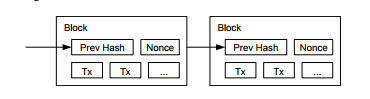 Block Block
Prev Hash Nonce Prev Hash Nonce
Tx Tx ... Tx Tx ...